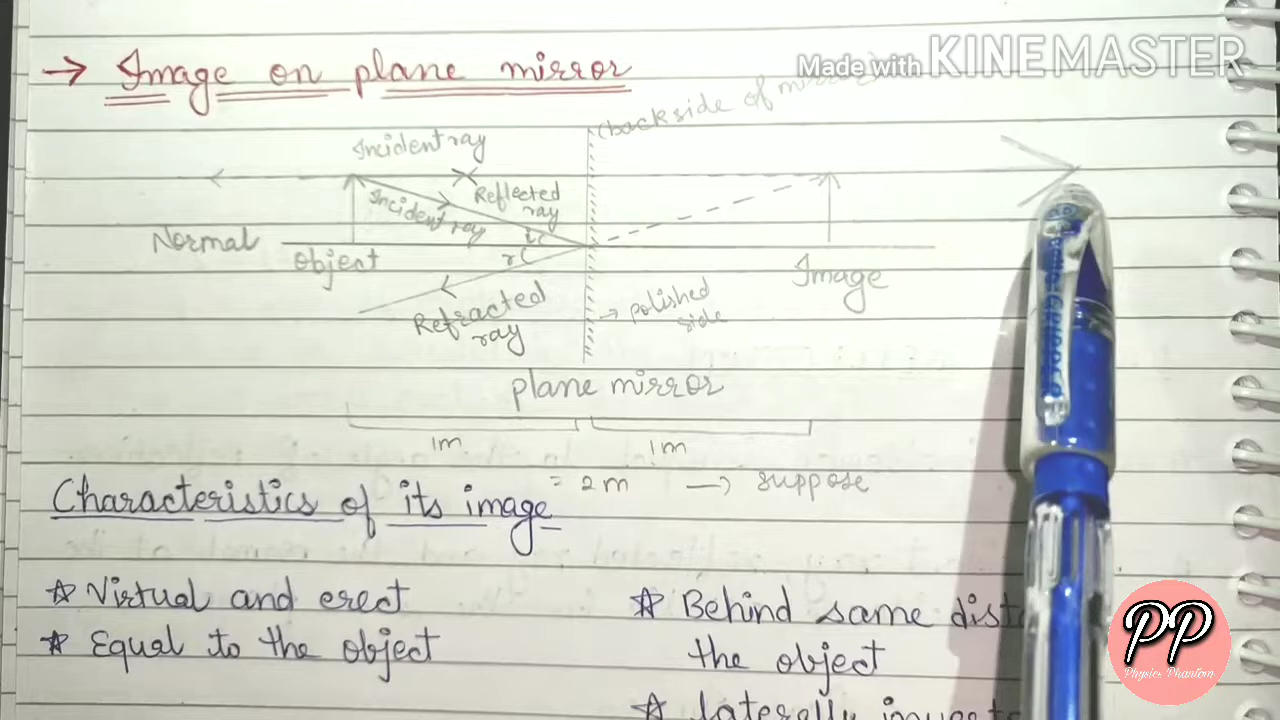 → Image on plane mirror
Made with KINEMASTER
(backside of mirror
Incident ray
Reflected
ray
Incident ray
i
Normal
r
Object
Image
Refracted
ray
→ polished
side
plane mirror
1m
1m
= 2m → suppose
Characteristics of its image
☆ Virtual and erect
☆ Behind same dist
☆ Equal to the object
the object
☆ laterally
PP
Physics Phantom